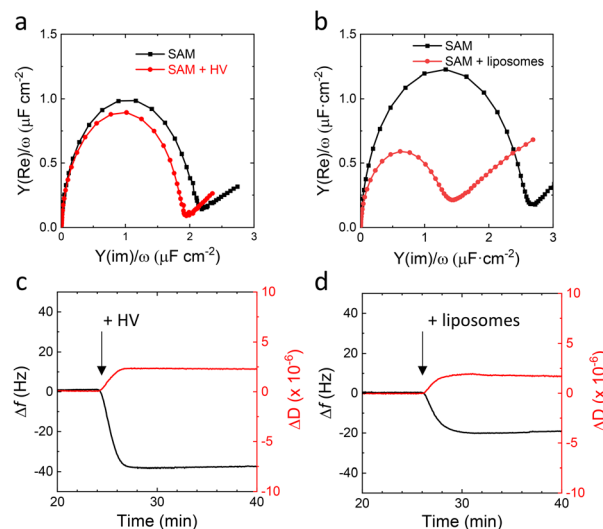 a
b
1.5
1.0
0.5
0.0
Y(Re)/ω (μF cm⁻²)
SAM
SAM + HV
0 1 2 3
Y(im)/ω (μF cm⁻²)
1.5
1.0
0.5
0.0
Y(Re)/ω (μF·cm⁻²)
SAM
SAM + liposomes
0 1 2 3
Y(im)/ω (μF·cm⁻²)
c
d
40
20
0
-20
-40
Δf (Hz)
+ HV
10
5
0
-5
-10
ΔD (x 10⁻⁶)
20 30 40
Time (min)
40
20
0
-20
-40
Δf (Hz)
+ liposomes
10
5
0
-5
-10
ΔD (x 10⁻⁶)
20 30 40
Time (min)